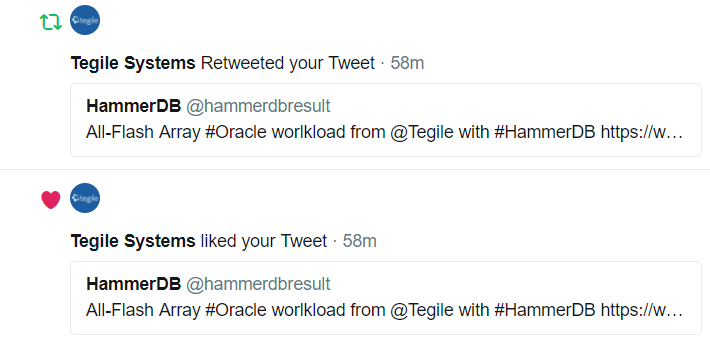 tegile
Tegile Systems Retweeted your Tweet · 58m
HammerDB @hammerdbresult
All-Flash Array #Oracle worlkload from @Tegile with #HammerDB https://w…
tegile
Tegile Systems liked your Tweet · 58m
HammerDB @hammerdbresult
All-Flash Array #Oracle worlkload from @Tegile with #HammerDB https://w…